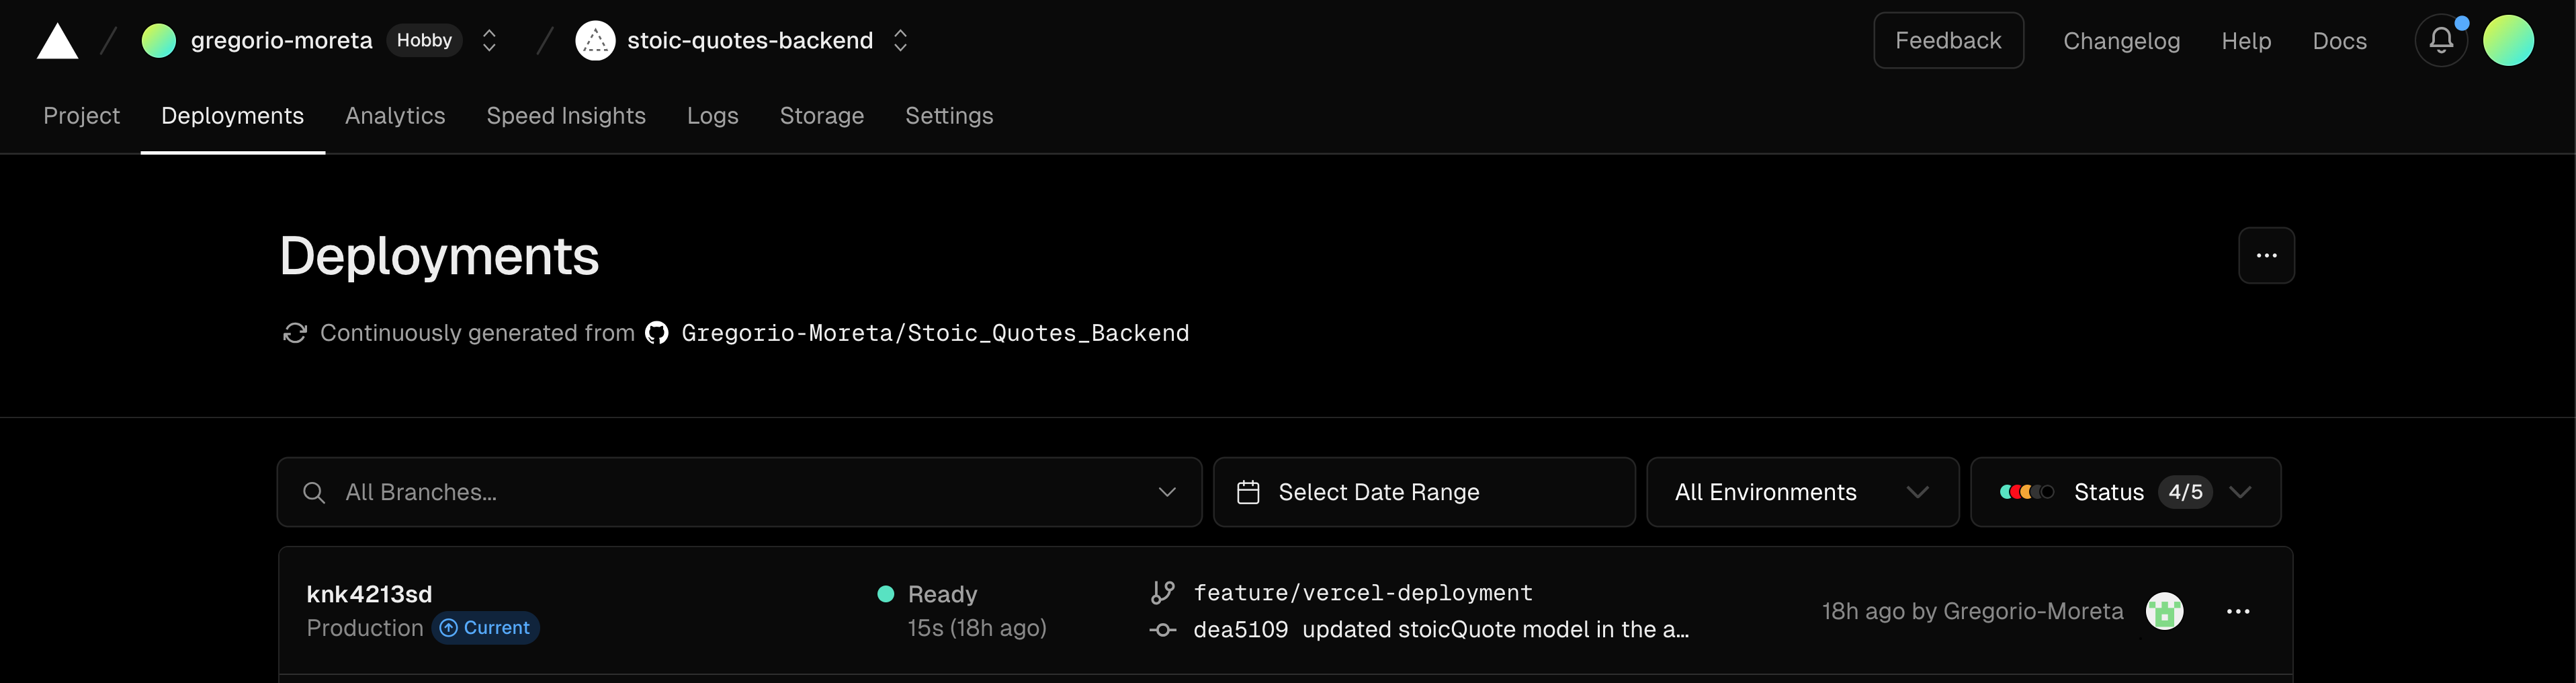 gregorio-moreta Hobby stoic-quotes-backend Feedback Changelog Help Docs
Project Deployments Analytics Speed Insights Logs Storage Settings
Deployments
Continuously generated from Gregorio-Moreta/Stoic_Quotes_Backend
All Branches... Select Date Range All Environments Status 4/5
knk4213sd Ready feature/vercel-deployment
Production Current 15s (18h ago) dea5109 updated stoicQuote model in the a... 18h ago by Gregorio-Moreta